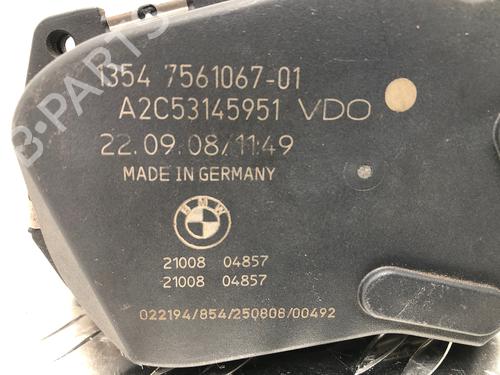 1354 7561067-01
A2C53145951 VDO
22.09.08/11:49
MADE IN GERMANY
BMW
21008 04857
21008 04857
022194/854/250808/00492
B-PARTS